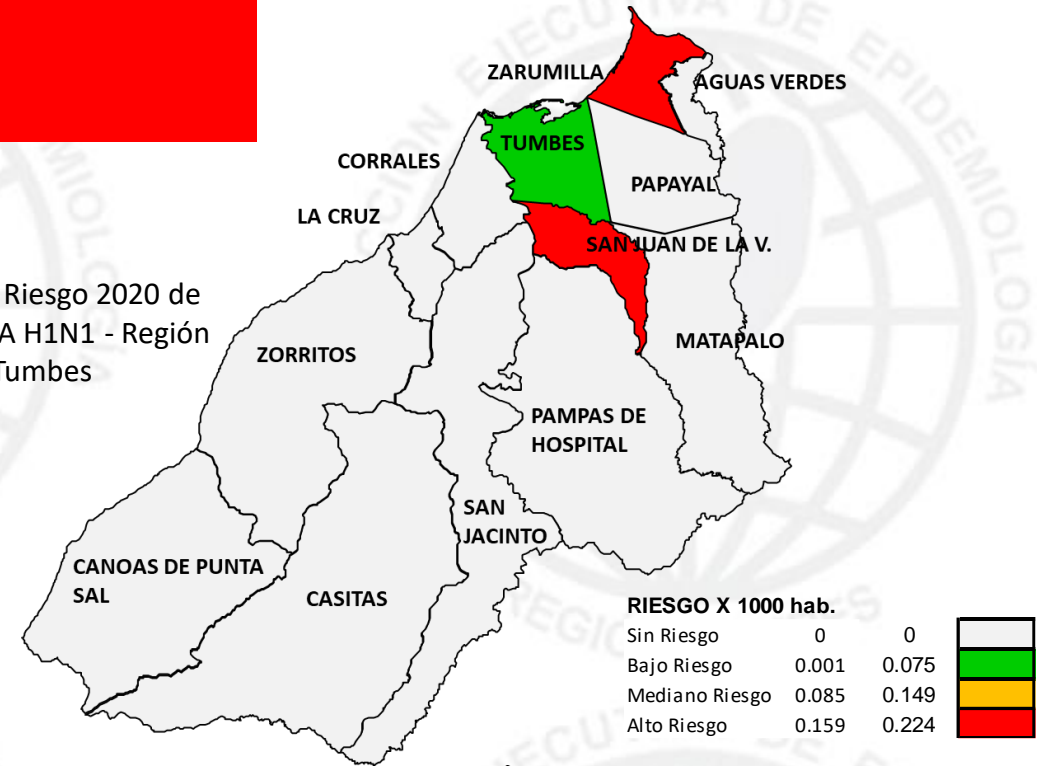 ZARUMILLA
AGUAS VERDES
TUMBES
CORRALES
PAPAYAL
LA CRUZ
SAN JUAN DE LA V.
Riesgo 2020 de
A H1N1 - Región
Tumbes
ZORRITOS
MATAPALO
PAMPAS DE
HOSPITAL
SAN
JACINTO
CANOAS DE PUNTA
SAL
CASITAS
RIESGO X 1000 hab.
Sin Riesgo 0 0
Bajo Riesgo 0.001 0.075
Mediano Riesgo 0.085 0.149
Alto Riesgo 0.159 0.224